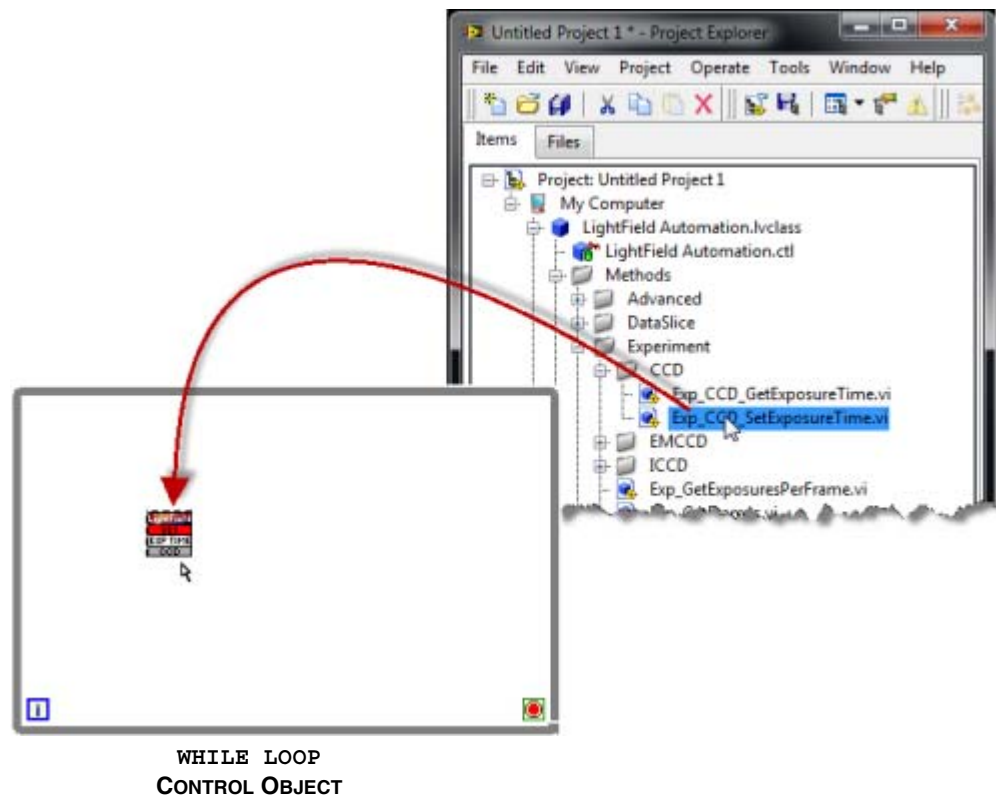 Untitled Project 1 * - Project Explorer
File Edit View Project Operate Tools Window Help
Items Files
Project: Untitled Project 1
My Computer
LightField Automation.lvclass
LightField Automation.ctl
Methods
Advanced
DataSlice
Experiment
CCD
Exp_CCD_GetExposureTime.vi
Exp_CCD_SetExposureTime.vi
EMCCD
ICCD
Exp_GetExposuresPerFrame.vi
LightField
EXP TIME
CCD
i
WHILE LOOP
CONTROL OBJECT